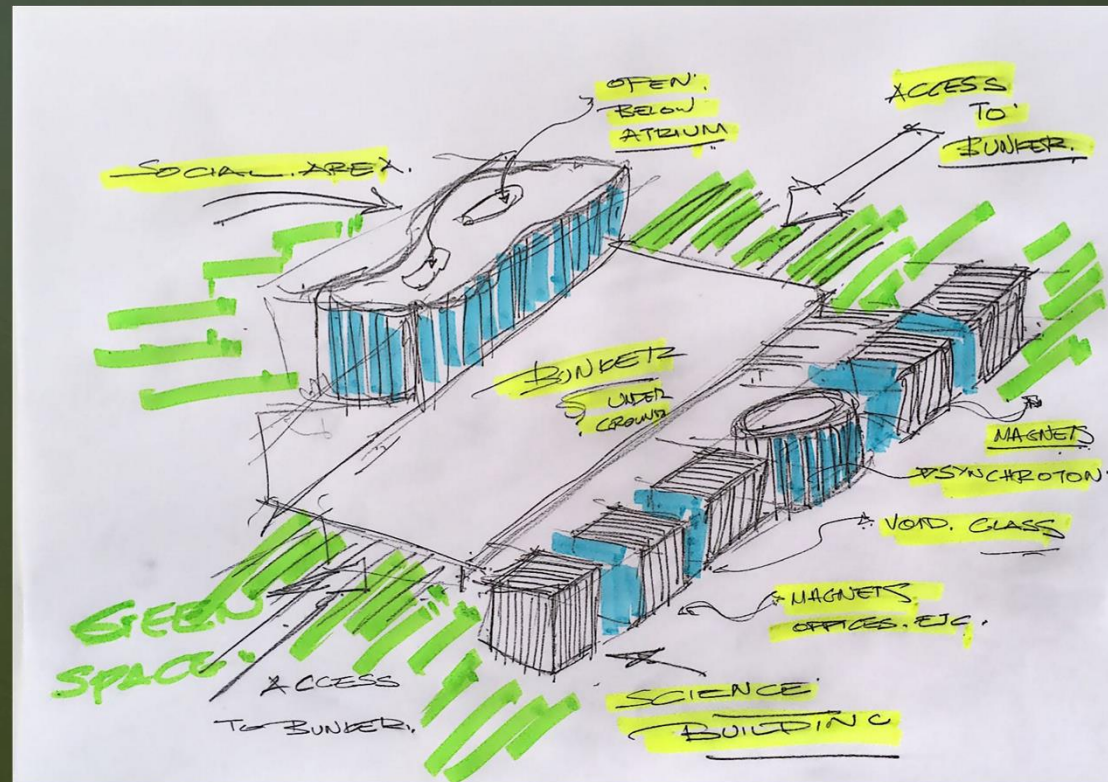 OPEN.
BELOW
ATRIUM
ACCESS
TO
BUNKER.
SOCIAL. AREA.
BUNKER
UNDER
GROUND
MAGNETS
SYNCHROTON.
VOID. GLASS
MAGNETS
OFFICES. ETC.
GREEN
SPACE.
ACCESS
TO BUNKER.
SCIENCE
BUILDING